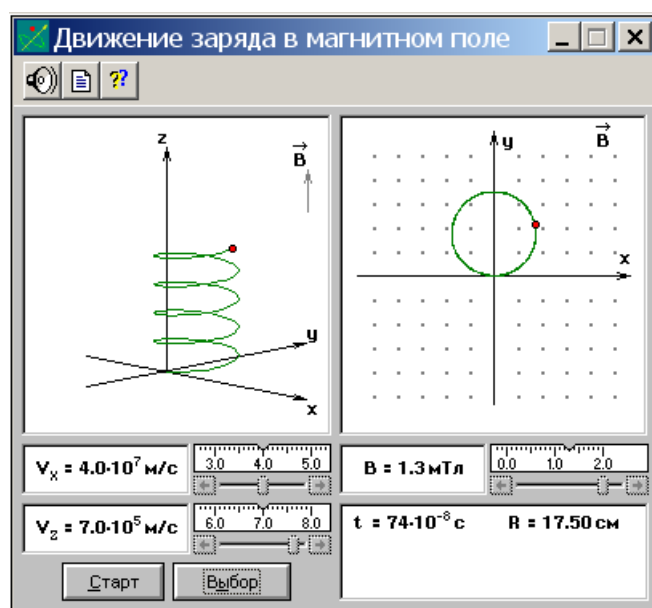 Движение заряда в магнитном поле
??
z
B
y
x
y
B
x
Vx = 4.0·10⁷ м/с
3.0 4.0 5.0
B = 1.3 мТл
0.0 1.0 2.0
Vz = 7.0·10⁵ м/с
6.0 7.0 8.0
t = 74·10⁻⁸ с R = 17.50 см
Старт
Выбор